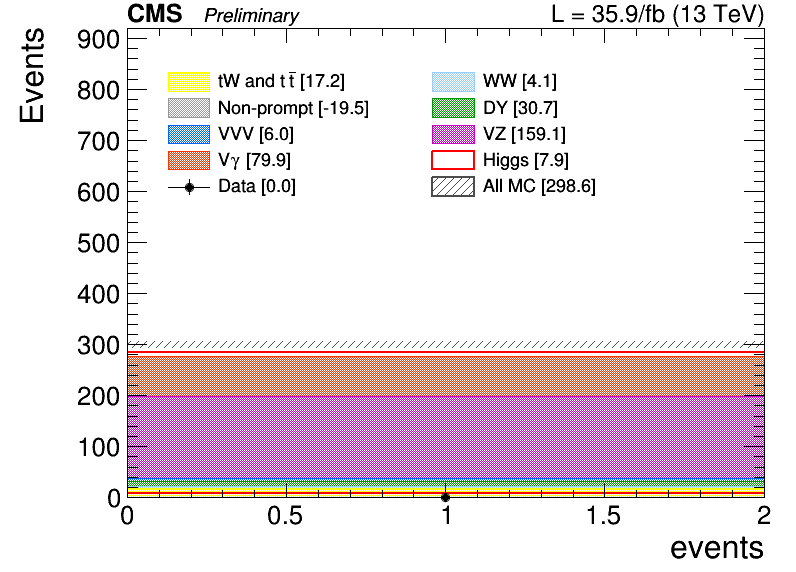 CMS Preliminary L = 35.9/fb (13 TeV)
Events
900
800
700
600
500
400
300
200
100
0
tW and tt̅ [17.2] WW [4.1]
Non-prompt [-19.5] DY [30.7]
VVV [6.0] VZ [159.1]
Vγ [79.9] Higgs [7.9]
Data [0.0] All MC [298.6]
0 0.5 1 1.5 2
events